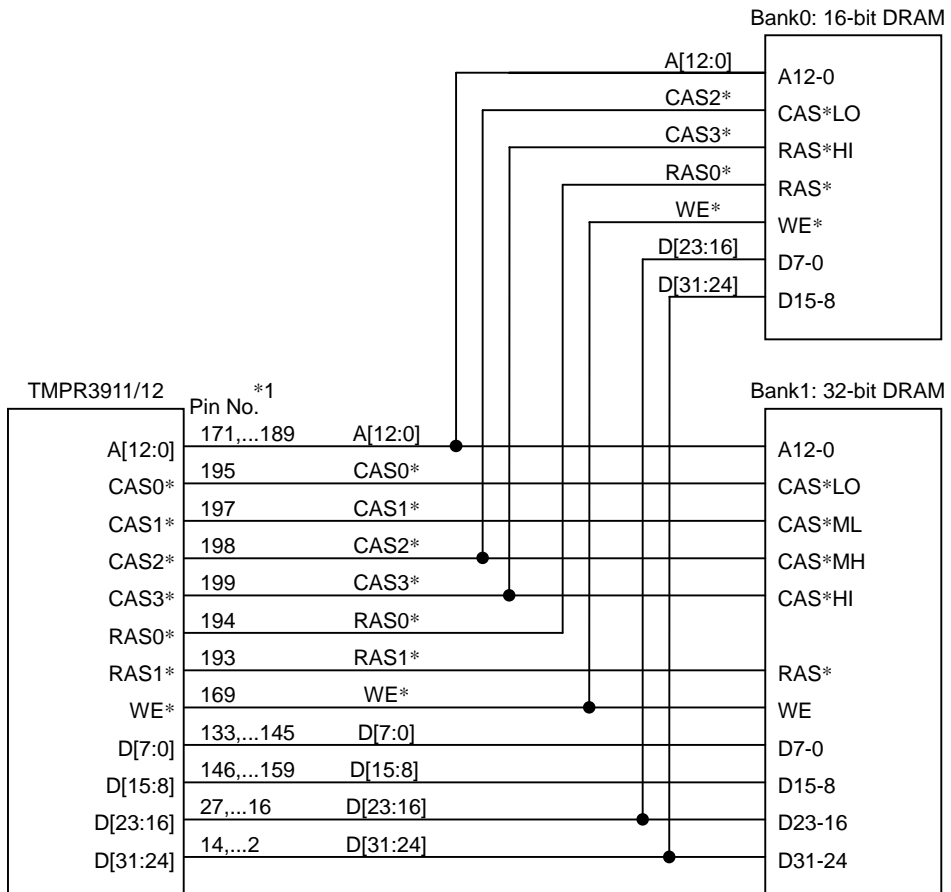 Bank0: 16-bit DRAM
A[12:0]
A12-0
CAS2*
CAS*LO
CAS3*
RAS*HI
RAS0*
RAS*
WE*
WE*
D[23:16]
D7-0
D[31:24]
D15-8
TMPR3911/12
Pin No.*1
Bank1: 32-bit DRAM
A[12:0] 171,...189 A[12:0] A12-0
CAS0* 195 CAS0* CAS*LO
CAS1* 197 CAS1* CAS*ML
CAS2* 198 CAS2* CAS*MH
CAS3* 199 CAS3* CAS*HI
RAS0* 194 RAS0*
RAS1* 193 RAS1* RAS*
WE* 169 WE* WE
D[7:0] 133,...145 D[7:0] D7-0
D[15:8] 146,...159 D[15:8] D15-8
D[23:16] 27,...16 D[23:16] D23-16
D[31:24] 14,...2 D[31:24] D31-24